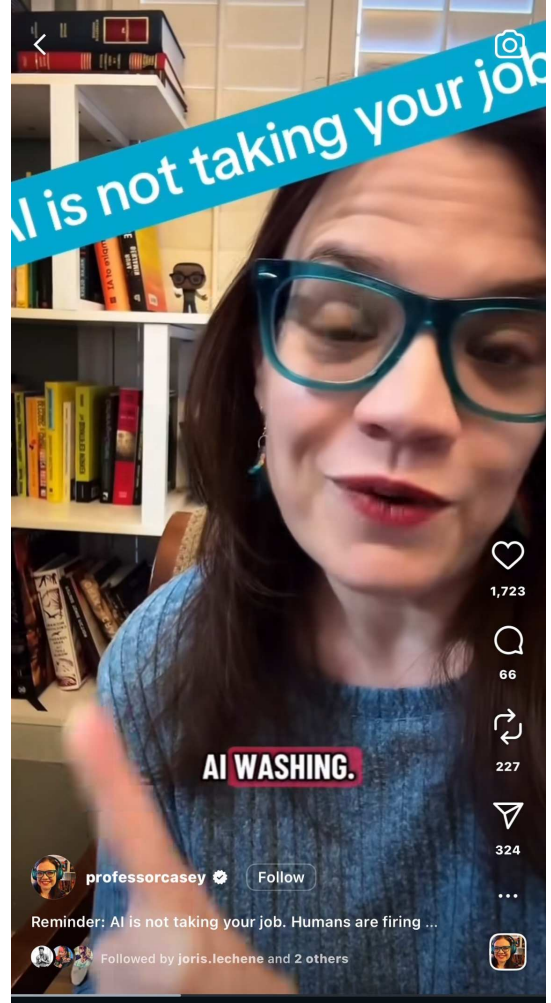 AI is not taking your job
AI WASHING.
1,723
66
227
324
professorcasey
Follow
Reminder: AI is not taking your job. Humans are firing ...
Followed by joris.lechene and 2 others